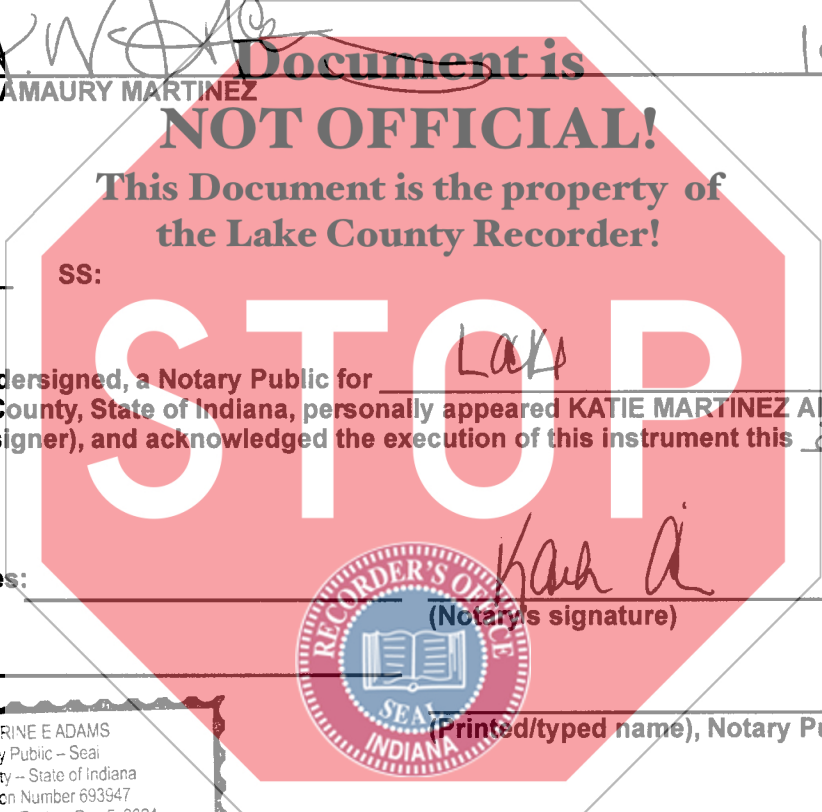 Document is
AMAURY MARTINEZ
NOT OFFICIAL!
This Document is the property of
the Lake County Recorder!
SS:
STOP
Lake
dersigned, a Notary Public for
County, State of Indiana, personally appeared KATIE MARTINEZ
signer), and acknowledged the execution of this instrument this
es:
(Notary's signature)
RECORDER'S OFFICE
SEAL
INDIANA
(Printed/typed name), Notary Pu
RINE E ADAMS
y Public – Seal
ty – State of Indiana
on Number 693947